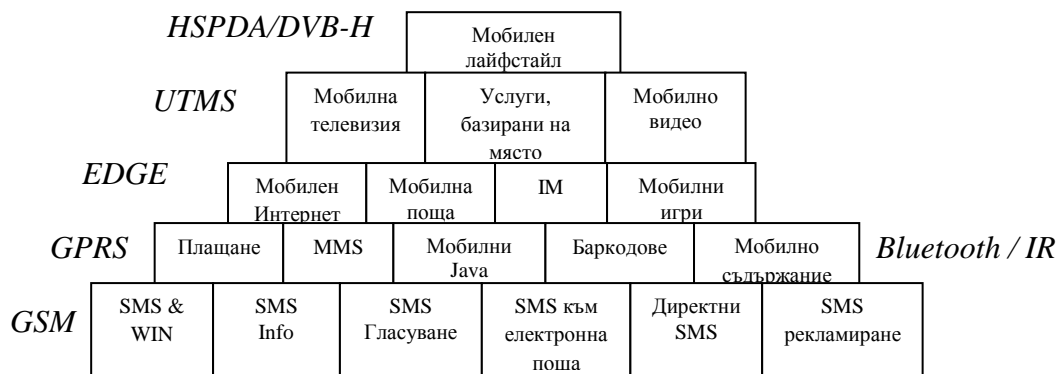 HSPDA/DVB-H
Мобилен
лайфстайл
UTMS
Мобилна
телевизия
Услуги,
базирани на
място
Мобилно
видео
EDGE
Мобилен
Интернет
Мобилна
поща
IM
Мобилни
игри
GPRS
Плащане
MMS
Мобилни
Java
Баркодове
Мобилно
съдържание
Bluetooth / IR
GSM
SMS &
WIN
SMS
Info
SMS
Гласуване
SMS към
електронна
поша
Директни
SMS
SMS
рекламиране